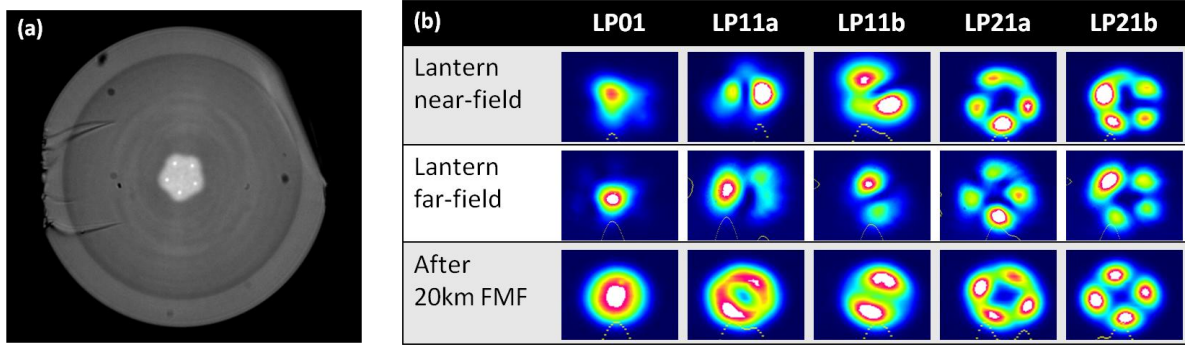 (a)
(b) LP01 LP11a LP11b LP21a LP21b
Lantern
near-field
Lantern
far-field
After
20km FMF